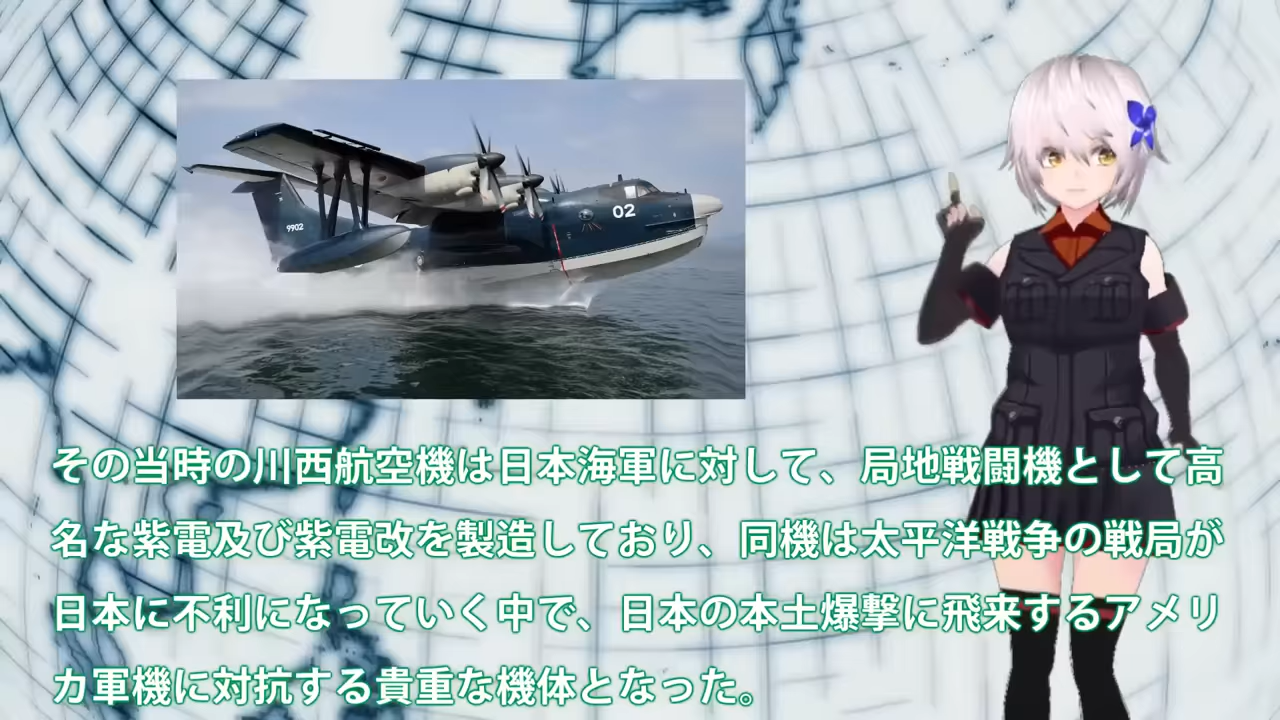 02
9902
その当時の川西航空機は日本海軍に対して、局地戦闘機として高
名な紫電及び紫電改を製造しており、同機は太平洋戦争の戦局が
日本に不利になっていく中で、日本の本土爆撃に飛来するアメリ
カ軍機に対抗する貴重な機体となった。